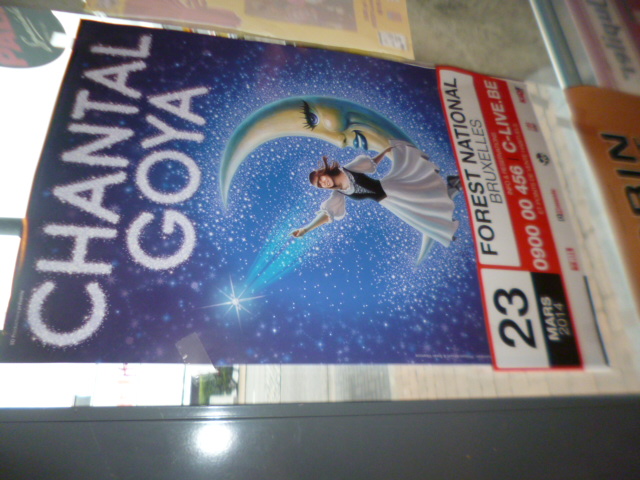 CHANTAL
GOYA
FOREST NATIONAL
BRUXELLES
0900 00 456
C-LIVE.BE
23
MARS
2014